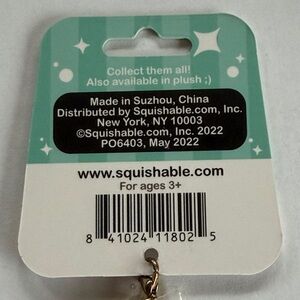 Collect them all!
Also available in plush ;)
Made in Suzhou, China
Distributed by Squishable.com, Inc.
New York, NY 10003
©Squishable.com, Inc. 2022
PO6403, May 2022
www.squishable.com
For ages 3+
8 41024 11802 5